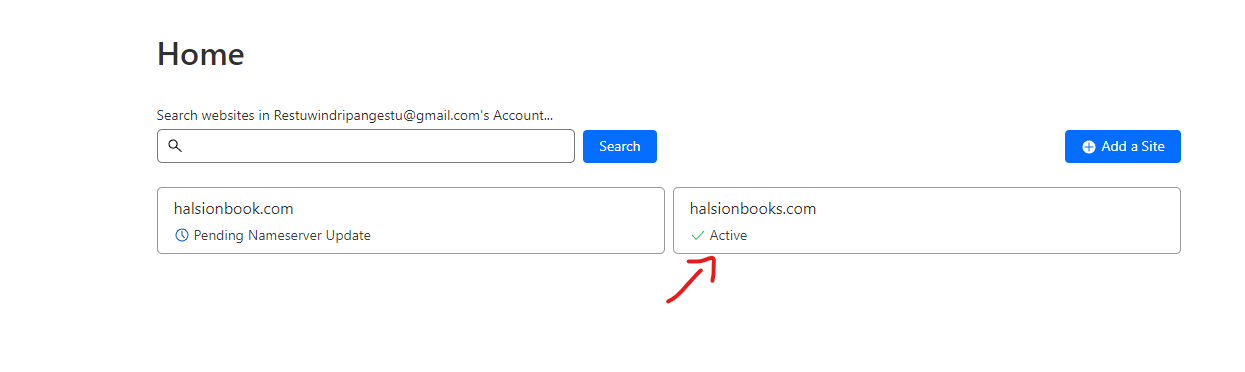 Home
Search websites in Restuwindripangestu@gmail.com's Account...
Search
Add a Site
halsionbook.com
Pending Nameserver Update
halsionbooks.com
Active